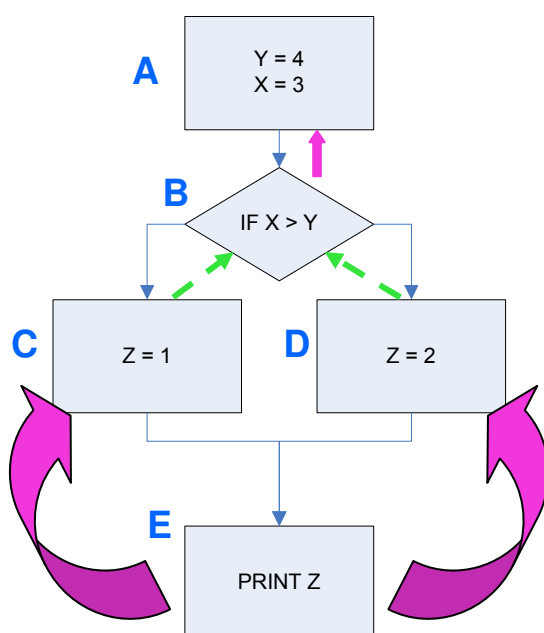 A
Y = 4
X = 3
B
IF X > Y
C
Z = 1
D
Z = 2
E
PRINT Z